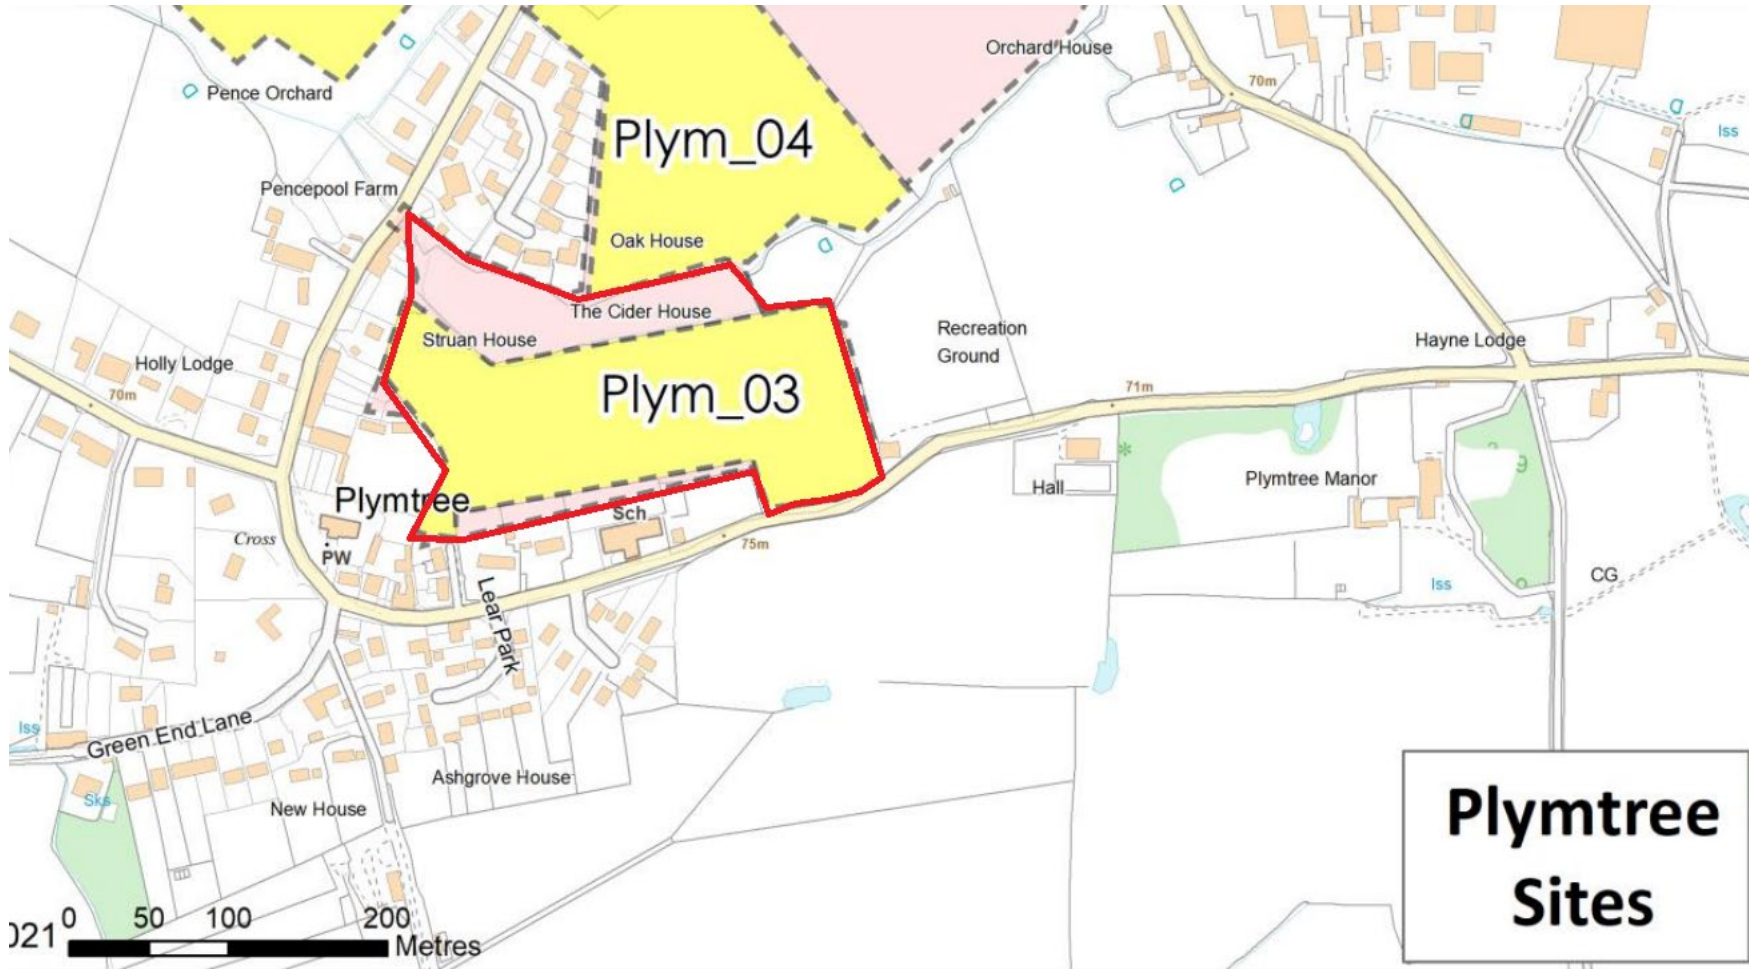 Orchard House
70m
Pence Orchard
Iss
Plym_04
Pencepool Farm
Oak House
The Cider House
Struan House
Recreation
Ground
Hayne Lodge
Holly Lodge
Plym_03
71m
70m
Plymtree
Sch
Hall
Plymtree Manor
Cross
PW
75m
Iss
CG
Lear Park
Iss
Green End Lane
Ashgrove House
Sks
New House
Plymtree
Sites
021
0 50 100 200
Metres